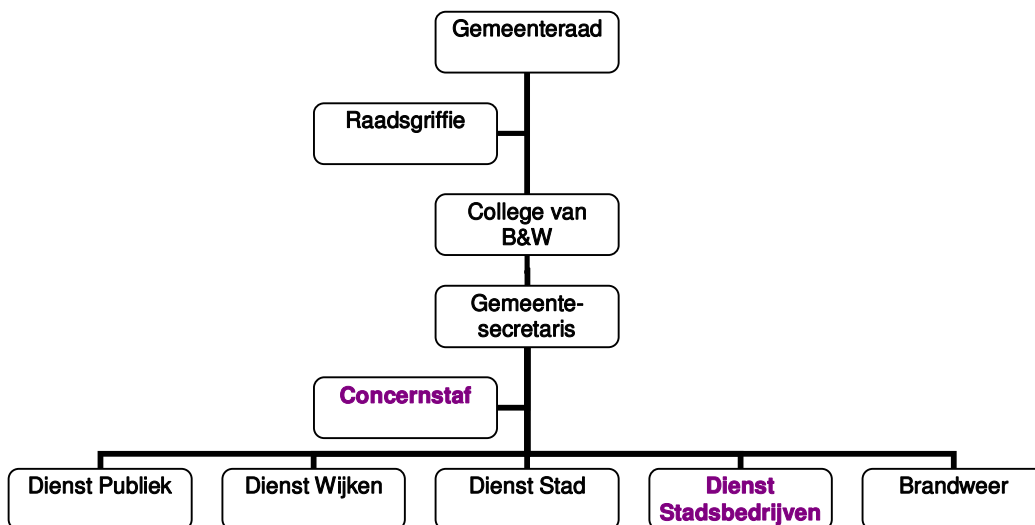 Gemeenteraad
Raadsgriffie
College van
B&W
Gemeente-
secretaris
Concernstaf
Dienst Publiek
Dienst Wijken
Dienst Stad
Dienst
Stadsbedrijven
Brandweer